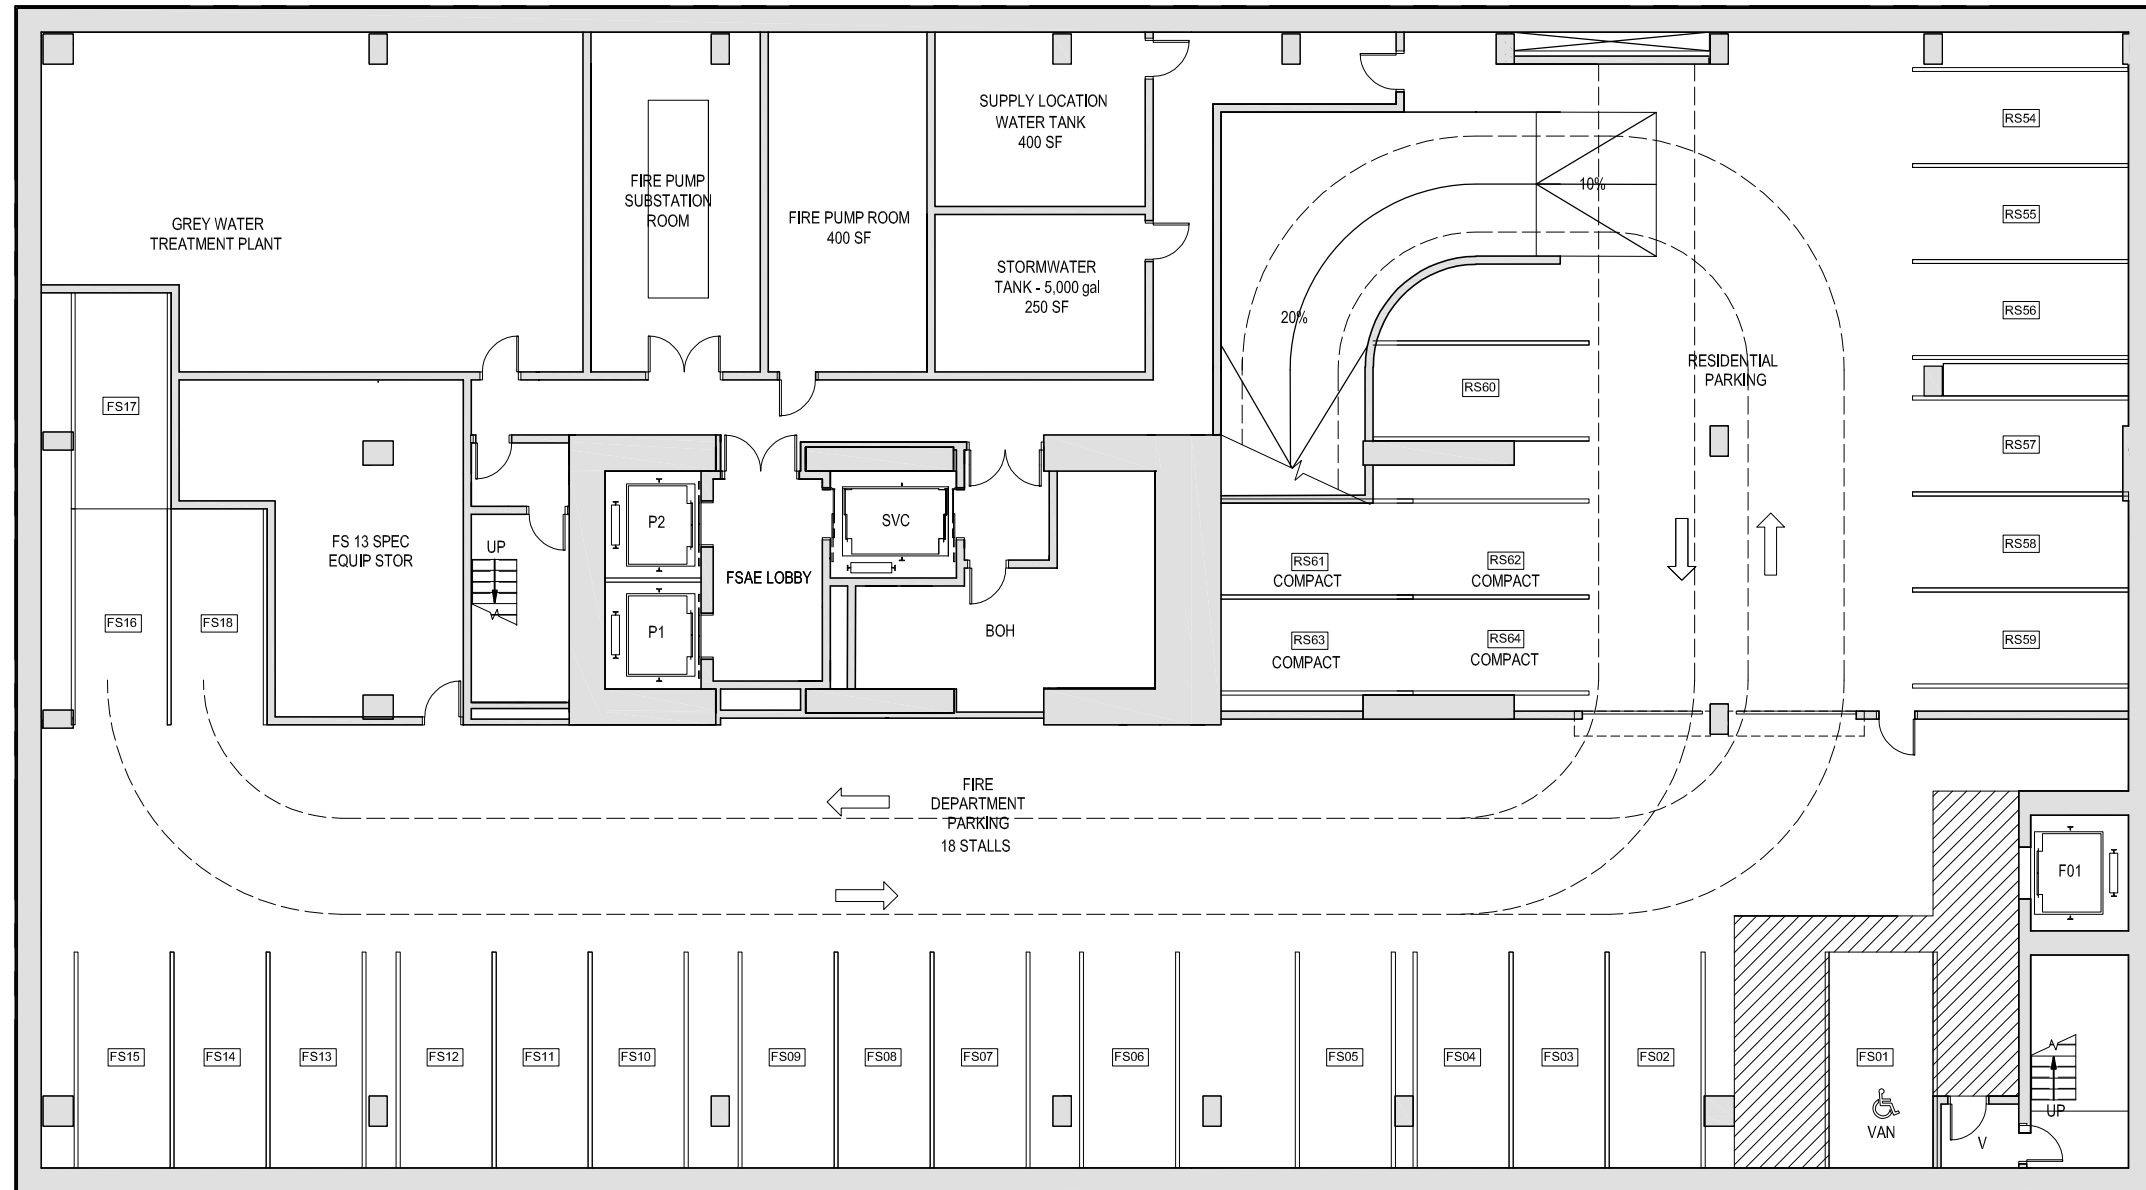 SUPPLY LOCATION
WATER TANK
400 SF
RS54
FIRE PUMP
SUBSTATION
ROOM
10%
GREY WATER
TREATMENT PLANT
FIRE PUMP ROOM
400 SF
RS55
STORMWATER
TANK - 5,000 gal
250 SF
20%
RS56
RESIDENTIAL
PARKING
RS60
FS17
RS57
P2
SVC
FS 13 SPEC
EQUIP STOR
UP
RS58
RS61
COMPACT
RS62
COMPACT
FSAE LOBBY
FS16
FS18
P1
BOH
RS63
COMPACT
RS64
COMPACT
RS59
FIRE
DEPARTMENT
PARKING
18 STALLS
F01
FS15
FS14
FS13
FS12
FS11
FS10
FS09
FS08
FS07
FS06
FS05
FS04
FS03
FS02
FS01
VAN
V
UP